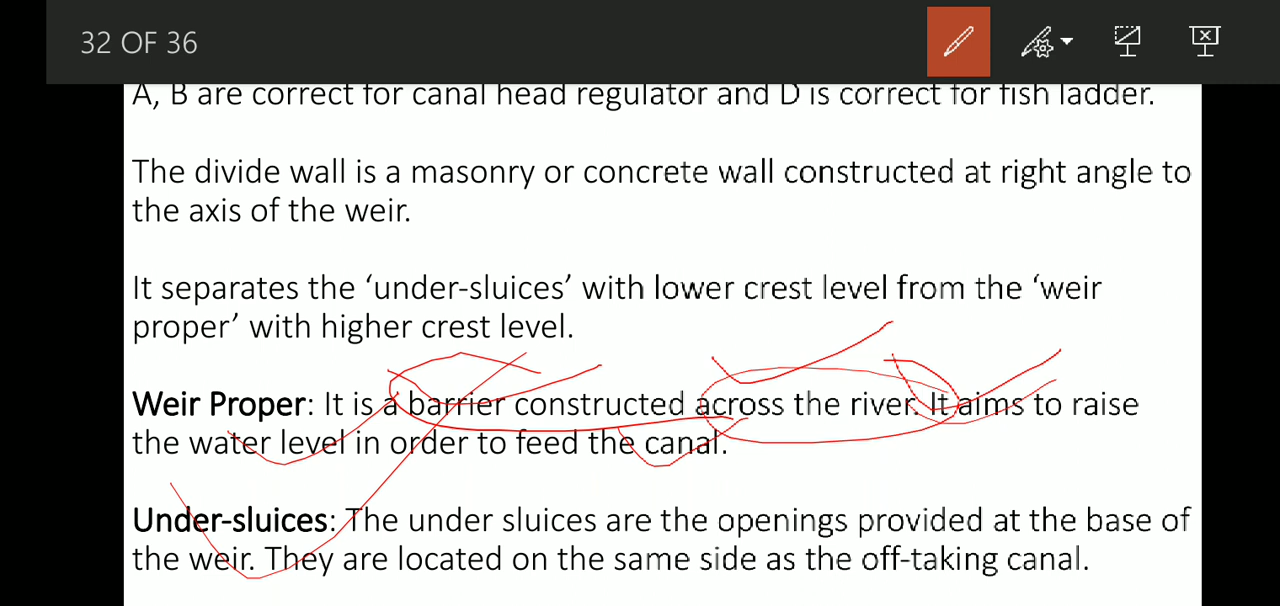 32 OF 36
A, B are correct for canal head regulator and D is correct for fish ladder.
The divide wall is a masonry or concrete wall constructed at right angle to
the axis of the weir.
It separates the ‘under-sluices’ with lower crest level from the ‘weir
proper’ with higher crest level.
Weir Proper: It is a barrier constructed across the river. It aims to raise
the water level in order to feed the canal.
Under-sluices: The under sluices are the openings provided at the base of
the weir. They are located on the same side as the off-taking canal.